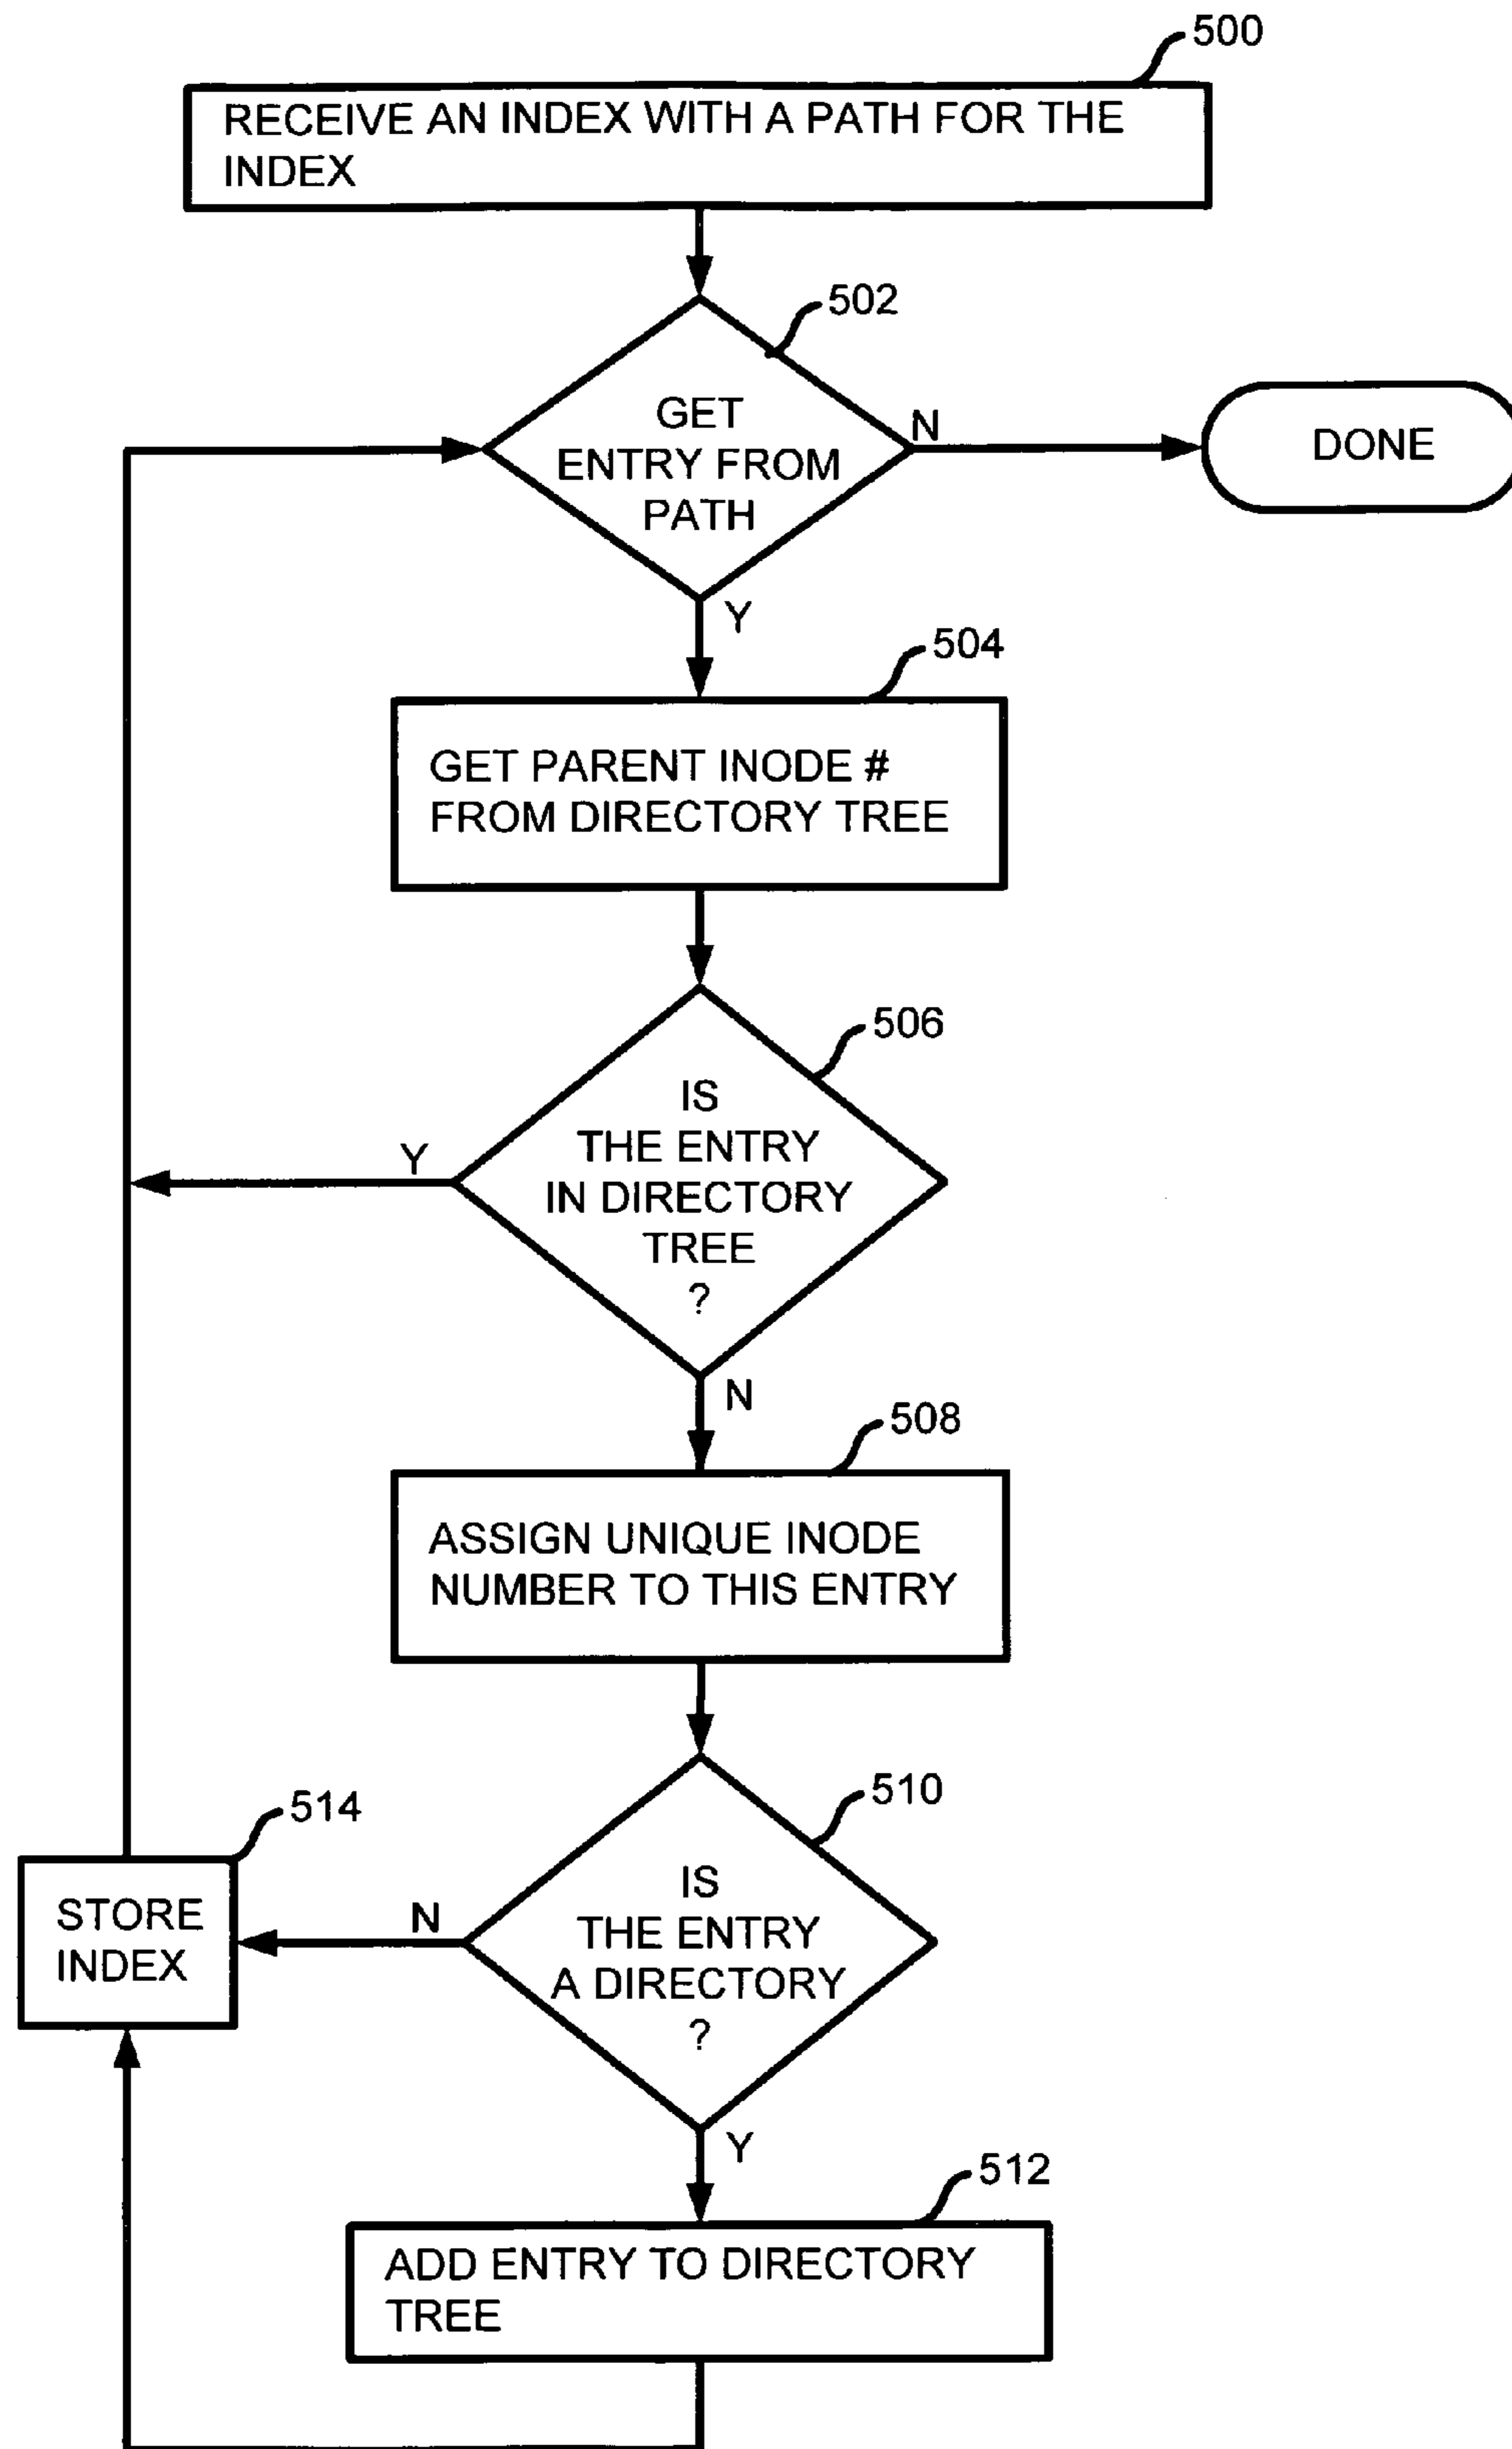 500
RECEIVE AN INDEX WITH A PATH FOR THE
INDEX
502
GET
ENTRY FROM
PATH
N
DONE
Y
504
GET PARENT INODE #
FROM DIRECTORY TREE
506
IS
THE ENTRY
IN DIRECTORY
TREE
?
Y
N
508
ASSIGN UNIQUE INODE
NUMBER TO THIS ENTRY
510
IS
THE ENTRY
A DIRECTORY
?
N
514
STORE
INDEX
Y
512
ADD ENTRY TO DIRECTORY
TREE